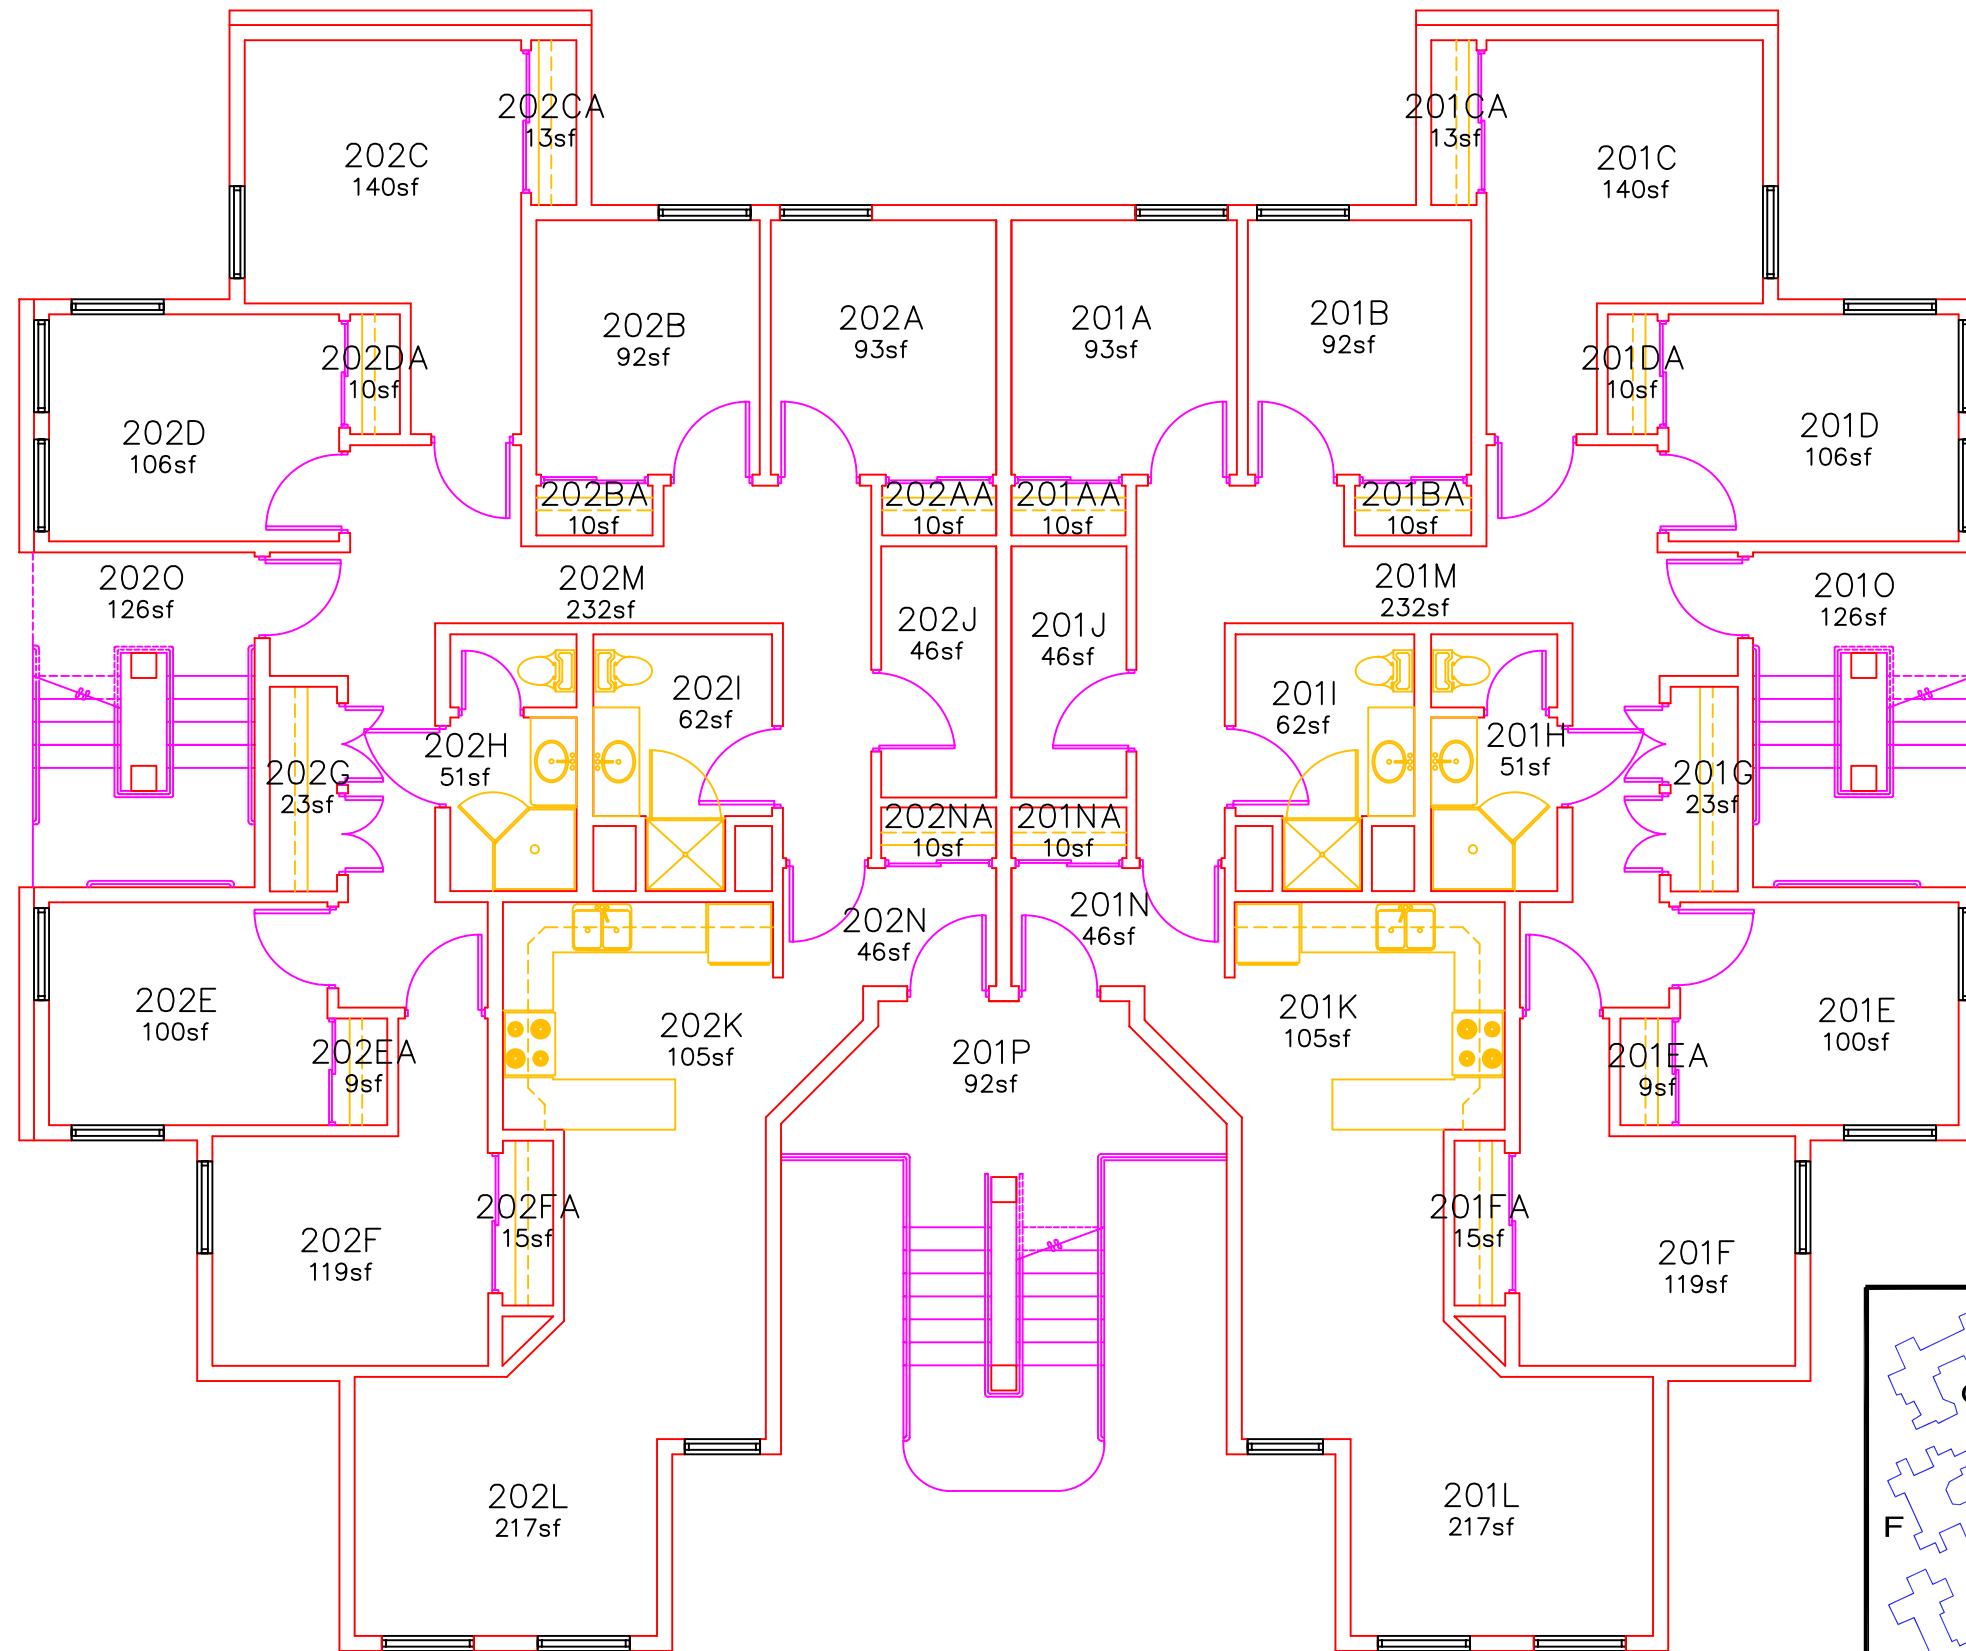 202CA
13sf
201CA
13sf
202C
140sf
201C
140sf
202B
92sf
202A
93sf
201A
93sf
201B
92sf
202DA
10sf
201DA
10sf
202D
106sf
201D
106sf
202BA
10sf
202AA
10sf
201AA
10sf
201BA
10sf
202O
126sf
202M
232sf
201M
232sf
201O
126sf
202J
46sf
201J
46sf
202I
62sf
201I
62sf
202H
51sf
201H
51sf
202G
23sf
201G
23sf
202NA
10sf
201NA
10sf
202N
46sf
201N
46sf
202E
100sf
202K
105sf
201K
105sf
201E
100sf
202EA
9sf
201P
92sf
201EA
9sf
202FA
15sf
201FA
15sf
202F
119sf
201F
119sf
202L
217sf
201L
217sf
F